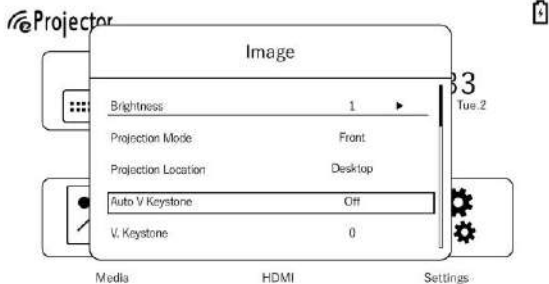 Projector
Image
33
Tue.2
Brightness 1
Projection Mode Front
Projection Location Desktop
Auto V Keystone Off
V. Keystone 0
Media HDMI Settings